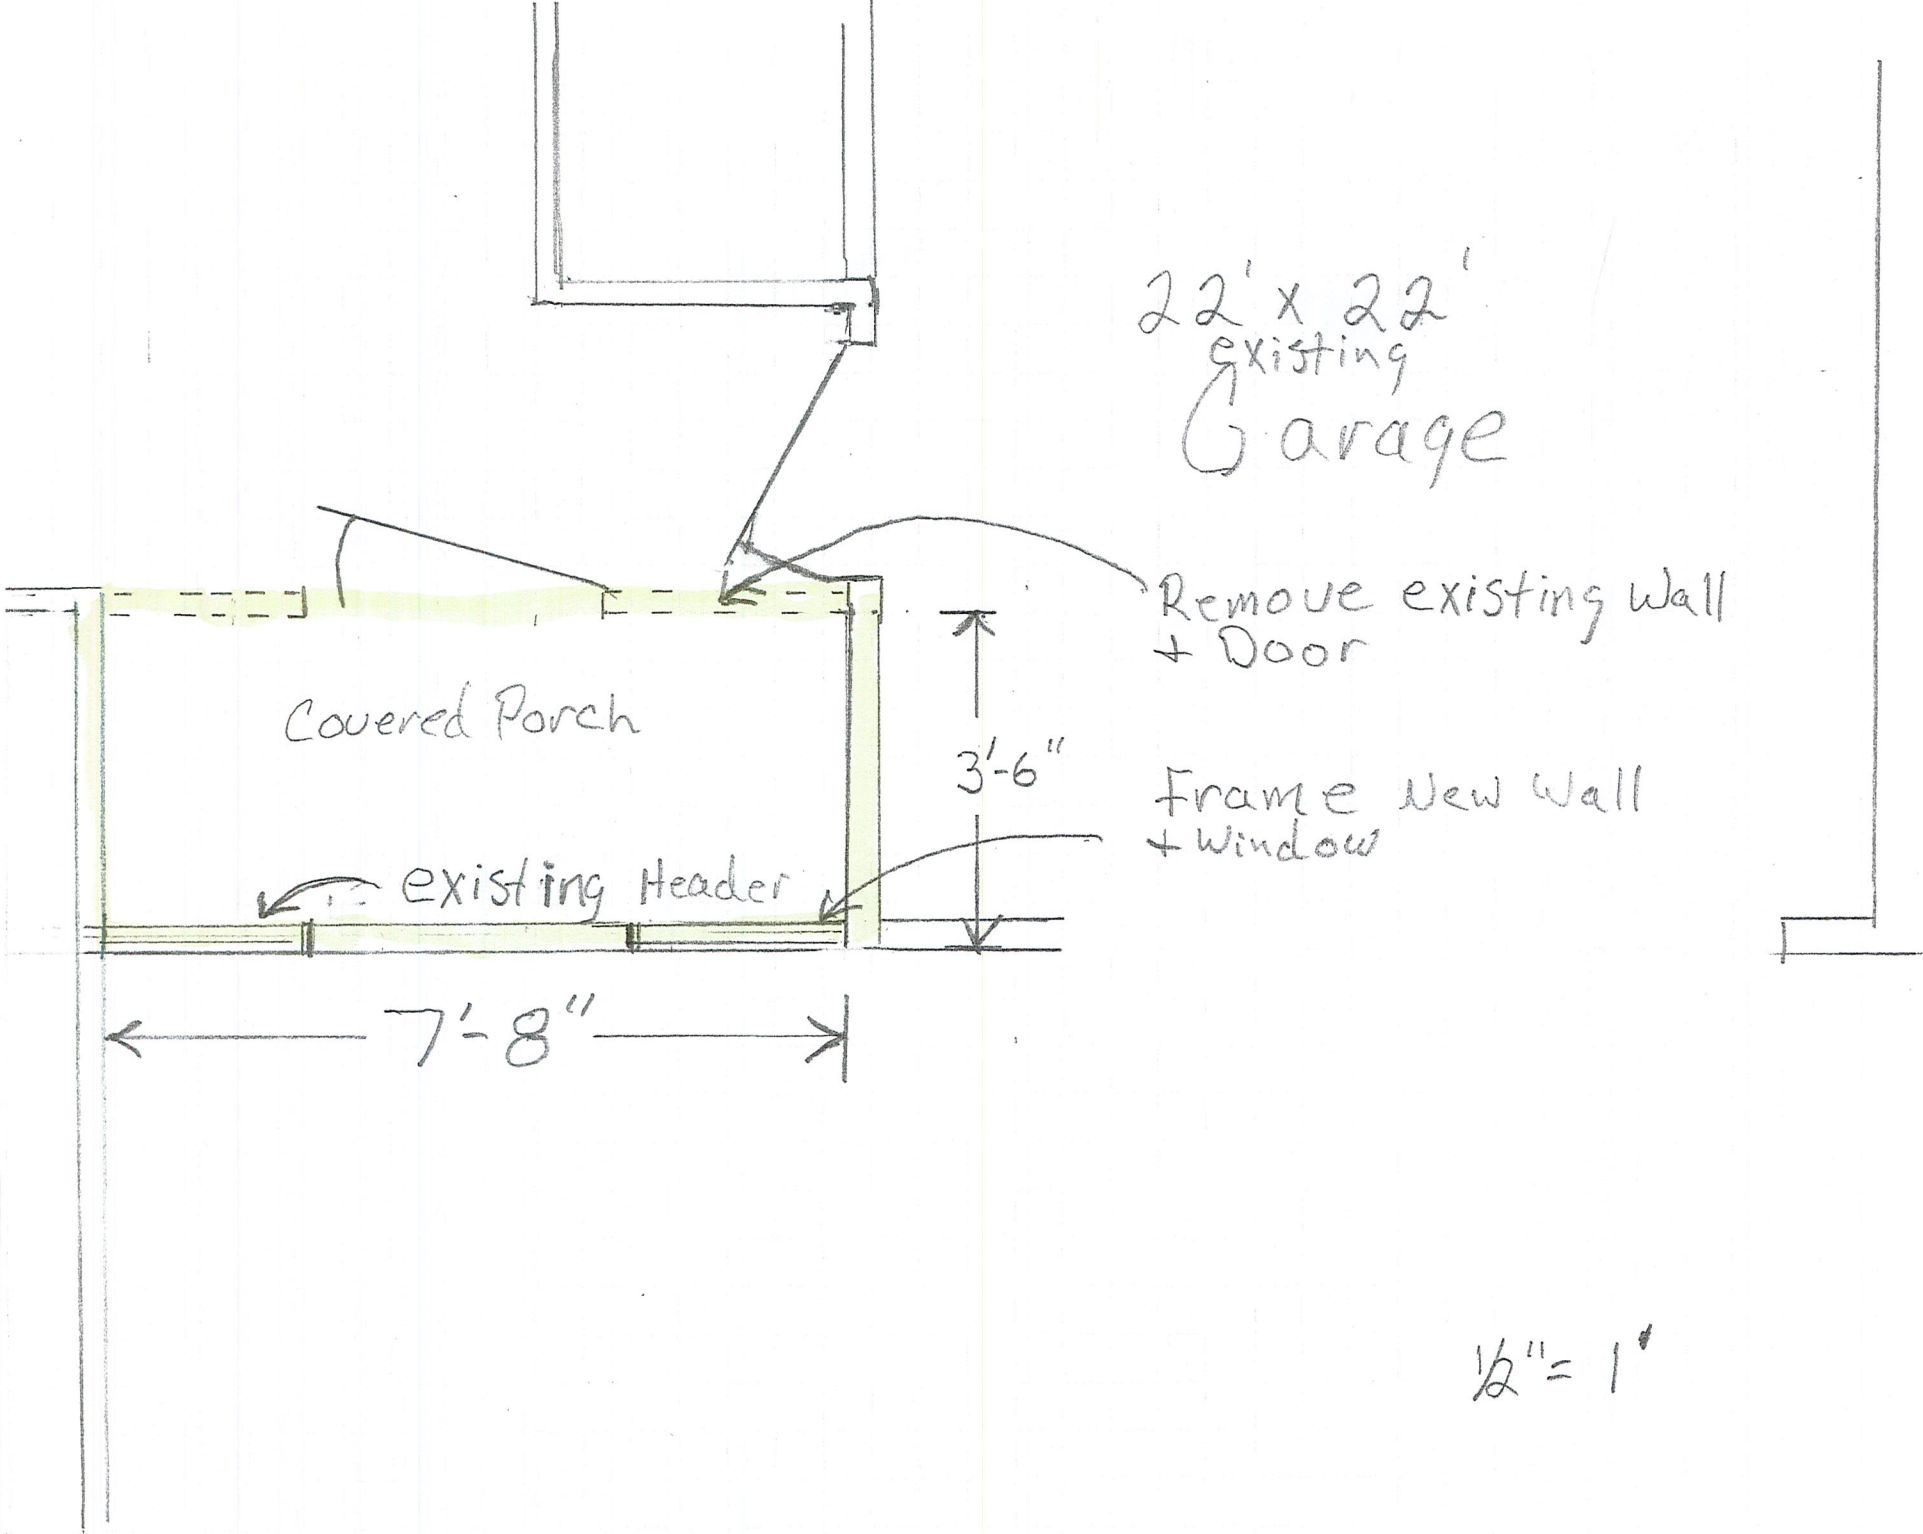 22' x 22'
existing
Garage
Remove existing Wall
+ Door
Covered Porch
3'-6"
Frame New Wall
+ Window
existing Header
7'-8"
1/2" = 1'